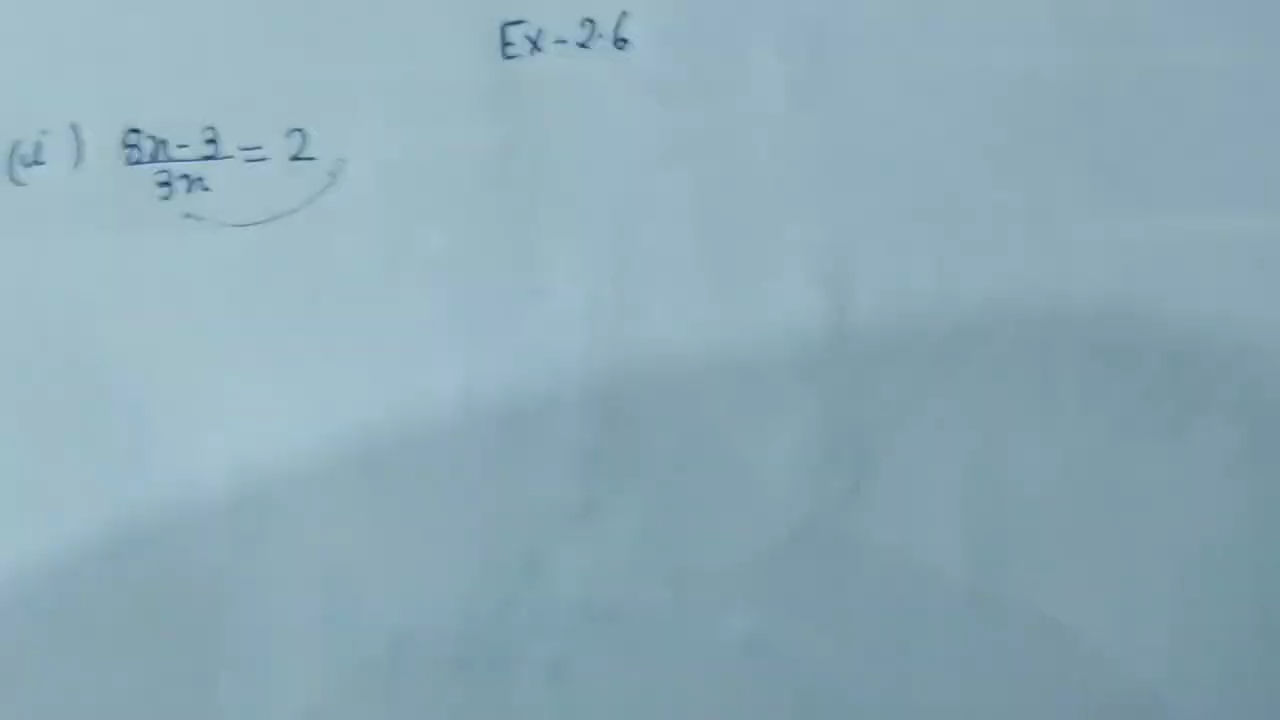 Ex-2.6
(i) 8x-3/3x = 2